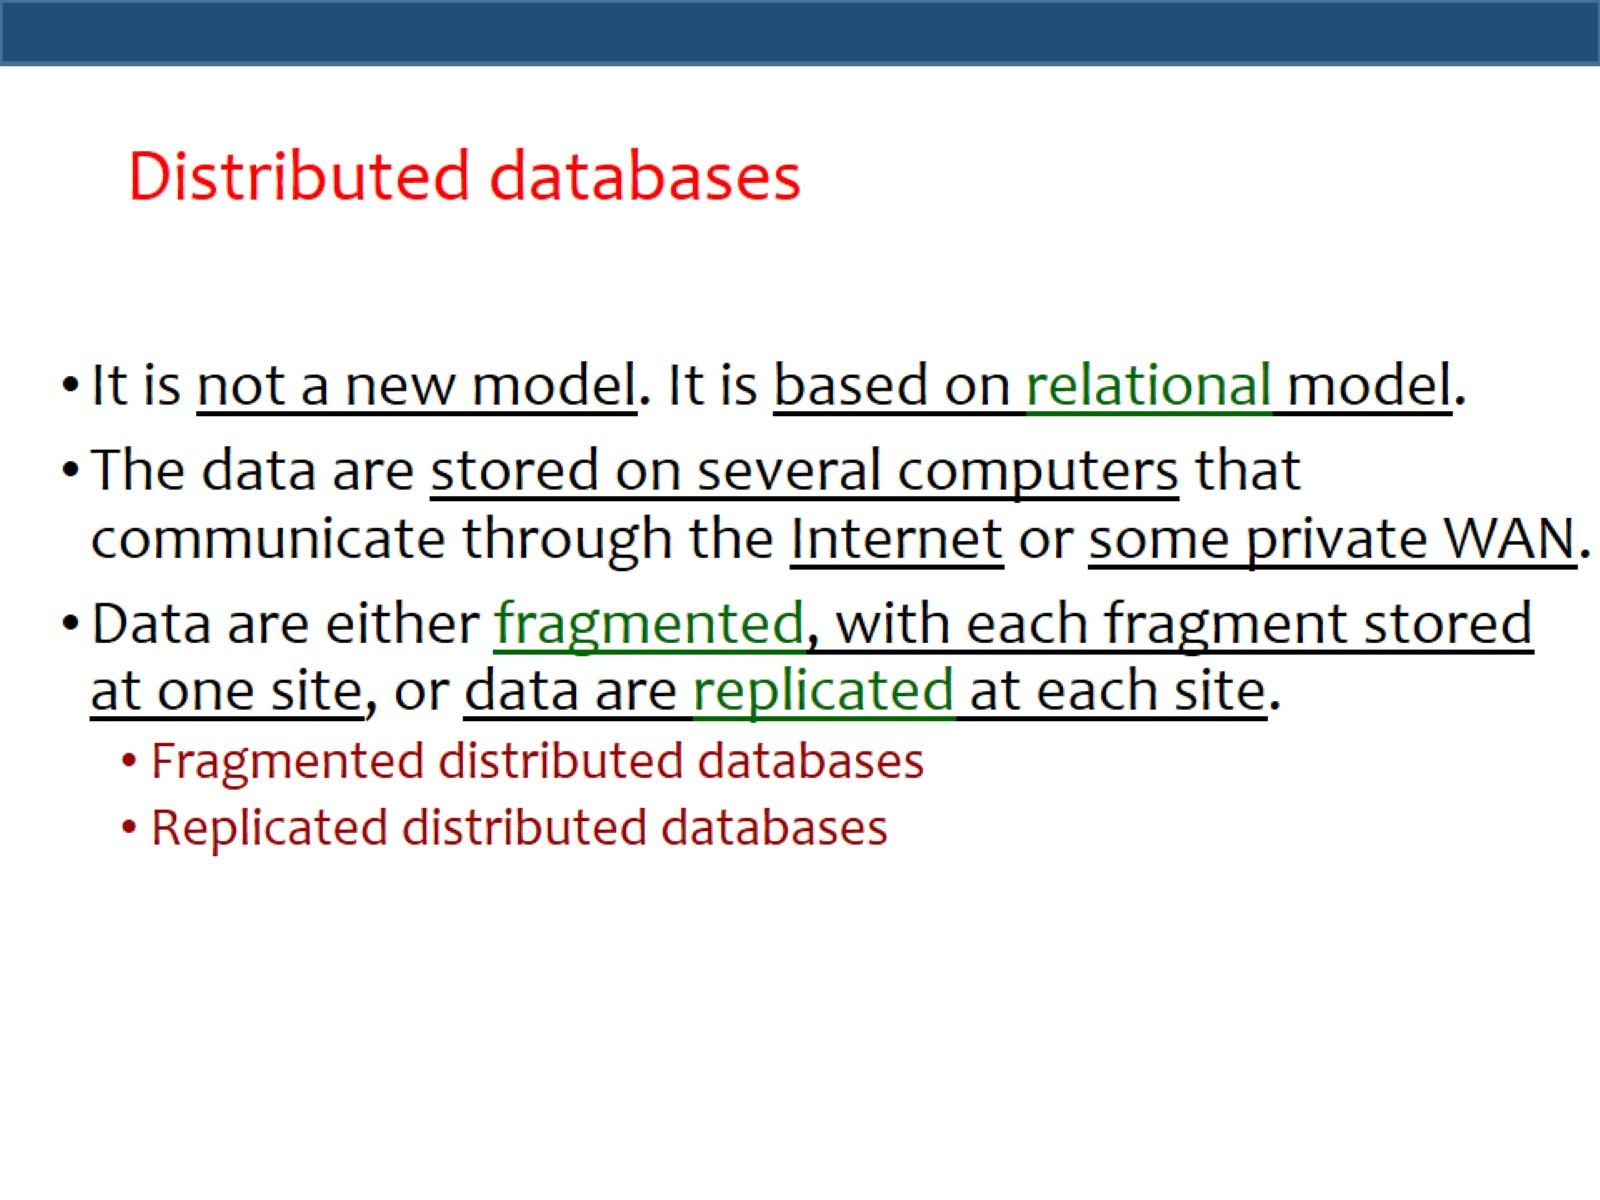 Distributed databases
• It is not a new model. It is based on relational model.
• The data are stored on several computers that
communicate through the Internet or some private WAN.
• Data are either fragmented, with each fragment stored
at one site, or data are replicated at each site.
• Fragmented distributed databases
• Replicated distributed databases